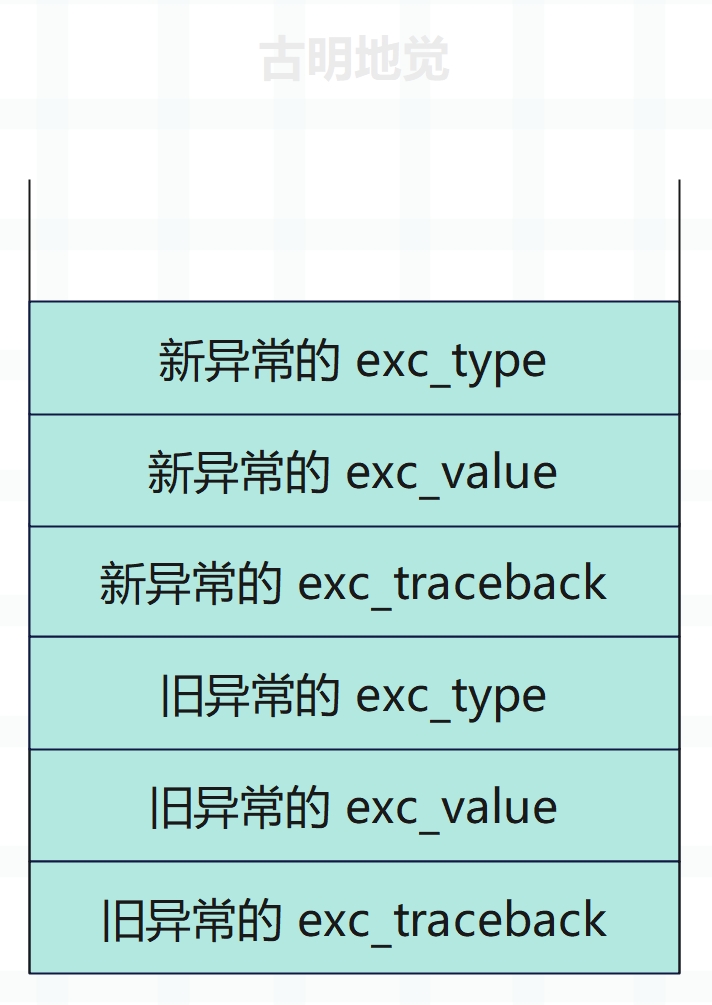 古明地觉
新异常的 exc_type
新异常的 exc_value
新异常的 exc_traceback
旧异常的 exc_type
旧异常的 exc_value
旧异常的 exc_traceback